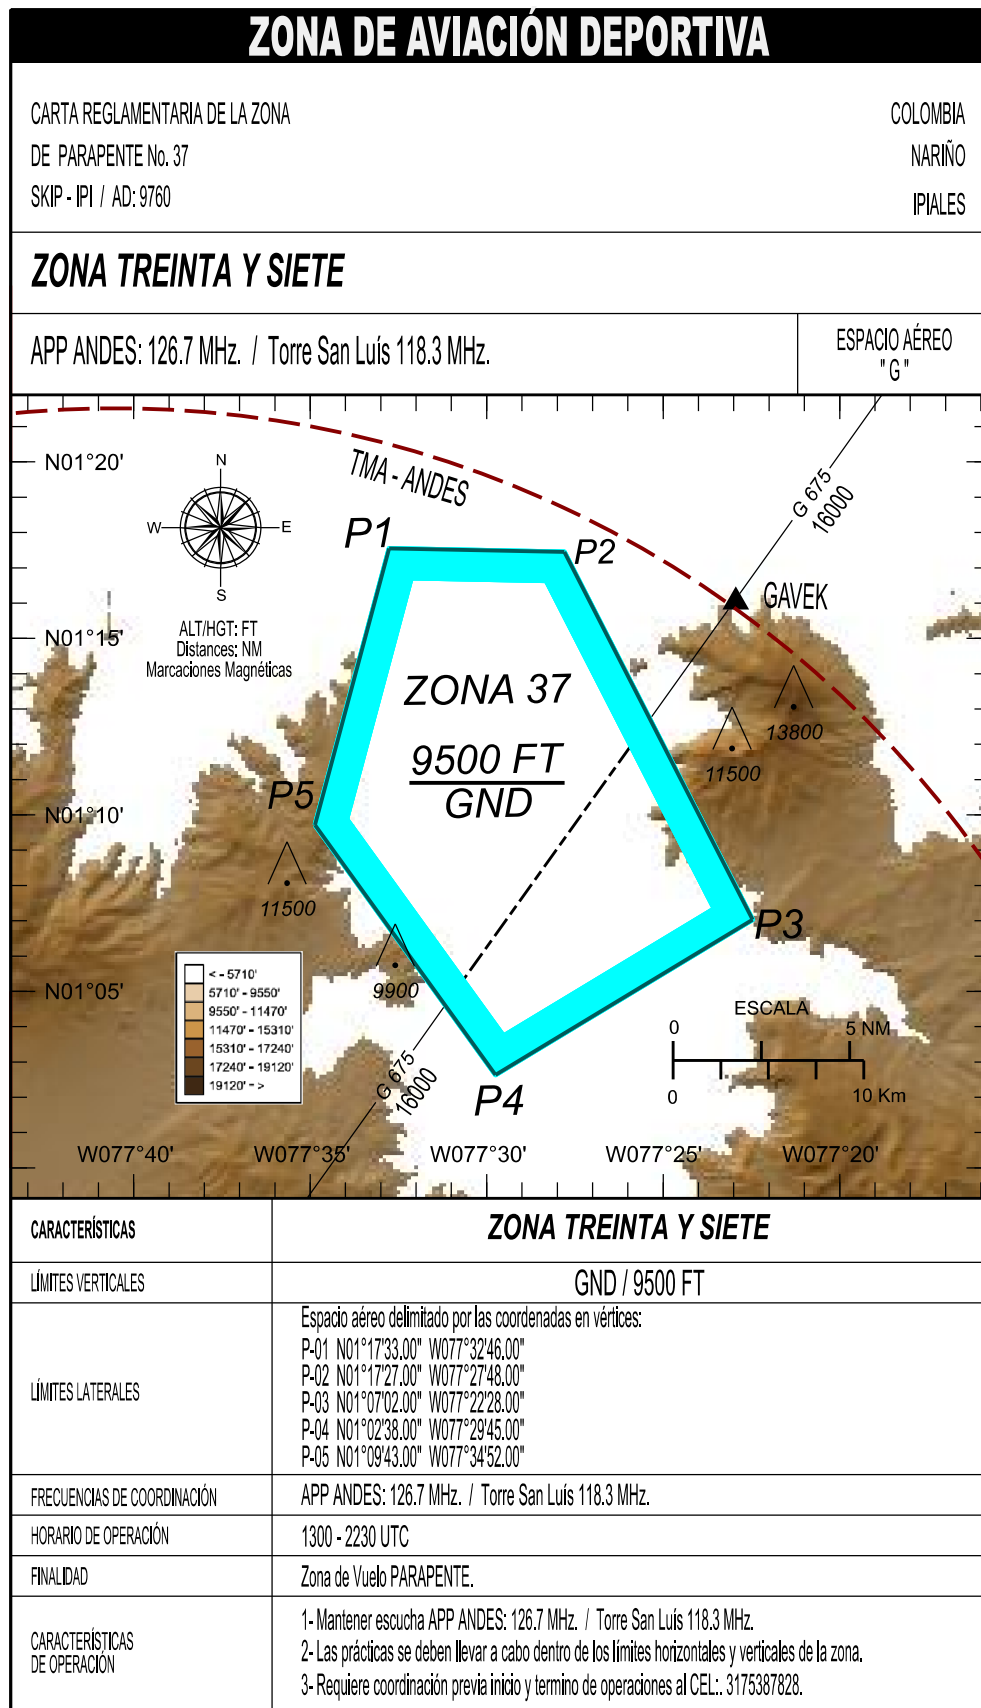 ZONA DE AVIACIÓN DEPORTIVA
CARTA REGLAMENTARIA DE LA ZONA
DE PARAPENTE No. 37
SKIP - IPI / AD: 9760
COLOMBIA
NARIÑO
IPIALES
ZONA TREINTA Y SIETE
APP ANDES: 126.7 MHz. / Torre San Luís 118.3 MHz.
ESPACIO AÉREO
" G "
N01°20'
N
W
E
S
TMA - ANDES
G 675
16000
P1
P2
GAVEK
N01°15'
ALT/HGT: FT
Distances: NM
Marcaciones Magnéticas
ZONA 37
9500 FT
GND
13800
11500
P5
N01°10'
11500
P3
9900
N01°05'
< - 5710'
5710' - 9550'
9550' - 11470'
11470' - 15310'
15310' - 17240'
17240' - 19120'
19120' - >
ESCALA
0
5 NM
0
10 Km
G 675
16000
P4
W077°40'
W077°35'
W077°30'
W077°25'
W077°20'
CARACTERÍSTICAS
ZONA TREINTA Y SIETE
LÍMITES VERTICALES
GND / 9500 FT
LÍMITES LATERALES
Espacio aéreo delimitado por las coordenadas en vértices:
P-01 N01°17'33.00" W077°32'46.00"
P-02 N01°17'27.00" W077°27'48.00"
P-03 N01°07'02.00" W077°22'28.00"
P-04 N01°02'38.00" W077°29'45.00"
P-05 N01°09'43.00" W077°34'52.00"
FRECUENCIAS DE COORDINACIÓN
APP ANDES: 126.7 MHz. / Torre San Luís 118.3 MHz.
HORARIO DE OPERACIÓN
1300 - 2230 UTC
FINALIDAD
Zona de Vuelo PARAPENTE.
CARACTERÍSTICAS
DE OPERACIÓN
1- Mantener escucha APP ANDES: 126.7 MHz. / Torre San Luís 118.3 MHz.
2- Las prácticas se deben llevar a cabo dentro de los límites horizontales y verticales de la zona.
3- Requiere coordinación previa inicio y termino de operaciones al CEL:. 3175387828.